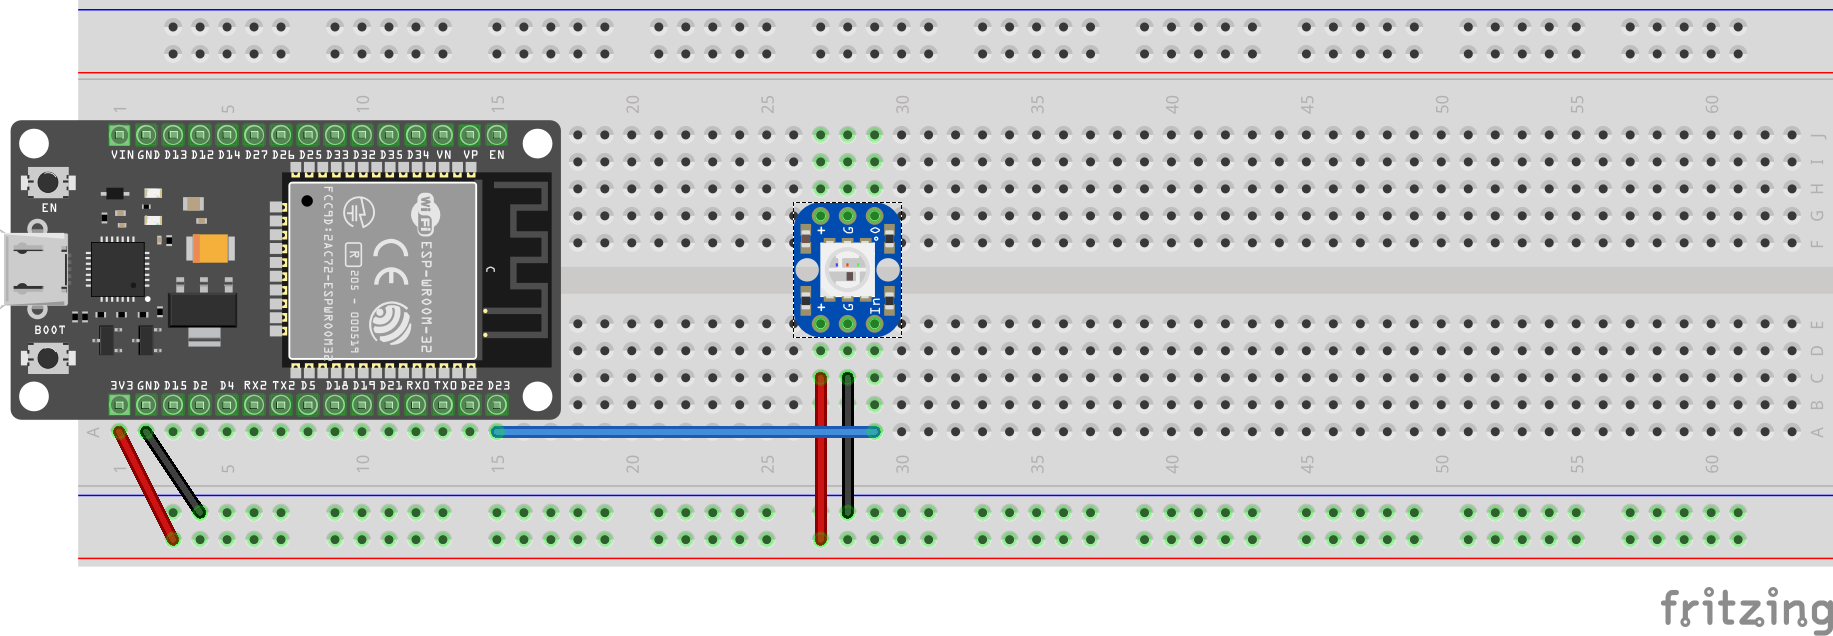 1 5 10 15 20 25 30 35 40 45 50 55 60
J
I
H
G
F
VIN GND D13 D12 D14 D27 D26 D25 D33 D32 D35 D34 VN VP EN
EN
WiFi
FCC ID:2AC72-ESPWROOM32
R
205 - 000519
CE
ESP-WROOM-32
C
+ G O
+ G In
BOOT
3V3 GND D15 D2 D4 RX2 TX2 D5 D18 D19 D21 RX0 TX0 D22 D23
E
D
C
B
A A
1 5 10 15 20 25 30 35 40 45 50 55 60
fritzing